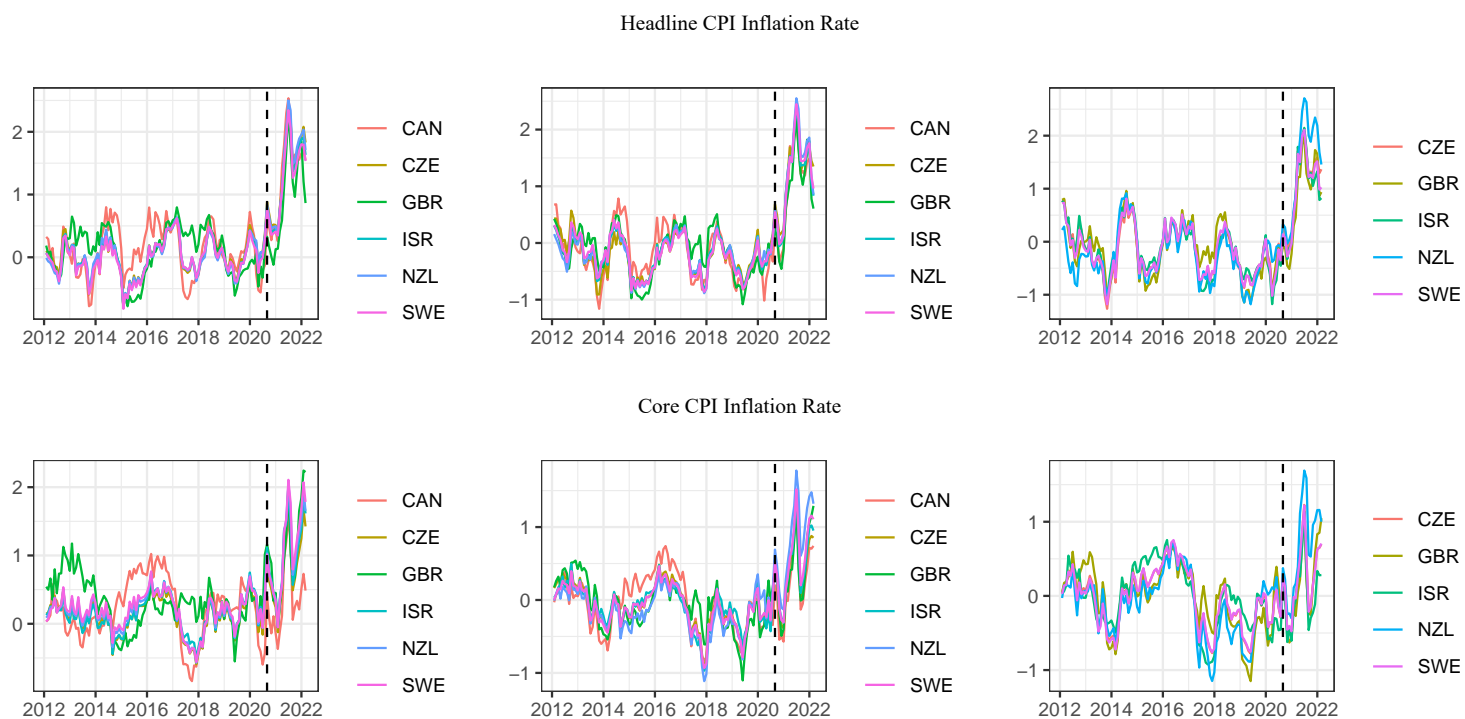 Headline CPI Inflation Rate
2
1
0
2012 2014 2016 2018 2020 2022
CAN
CZE
GBR
ISR
NZL
SWE
2
1
0
−1
2012 2014 2016 2018 2020 2022
CAN
CZE
GBR
ISR
NZL
SWE
2
1
0
−1
2012 2014 2016 2018 2020 2022
CZE
GBR
ISR
NZL
SWE
Core CPI Inflation Rate
2
1
0
2012 2014 2016 2018 2020 2022
CAN
CZE
GBR
ISR
NZL
SWE
1
0
−1
2012 2014 2016 2018 2020 2022
CAN
CZE
GBR
ISR
NZL
SWE
1
0
−1
2012 2014 2016 2018 2020 2022
CZE
GBR
ISR
NZL
SWE